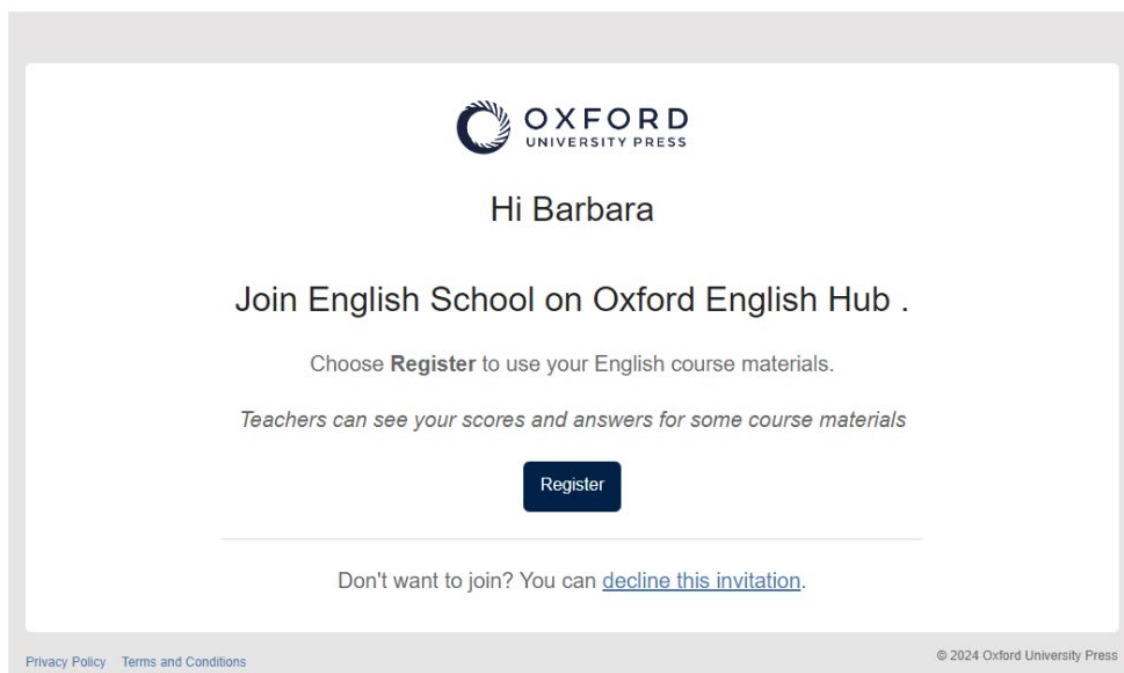 OXFORD
UNIVERSITY PRESS
Hi Barbara
Join English School on Oxford English Hub .
Choose Register to use your English course materials.
Teachers can see your scores and answers for some course materials
Register
Don't want to join? You can decline this invitation.
Privacy Policy Terms and Conditions
© 2024 Oxford University Press